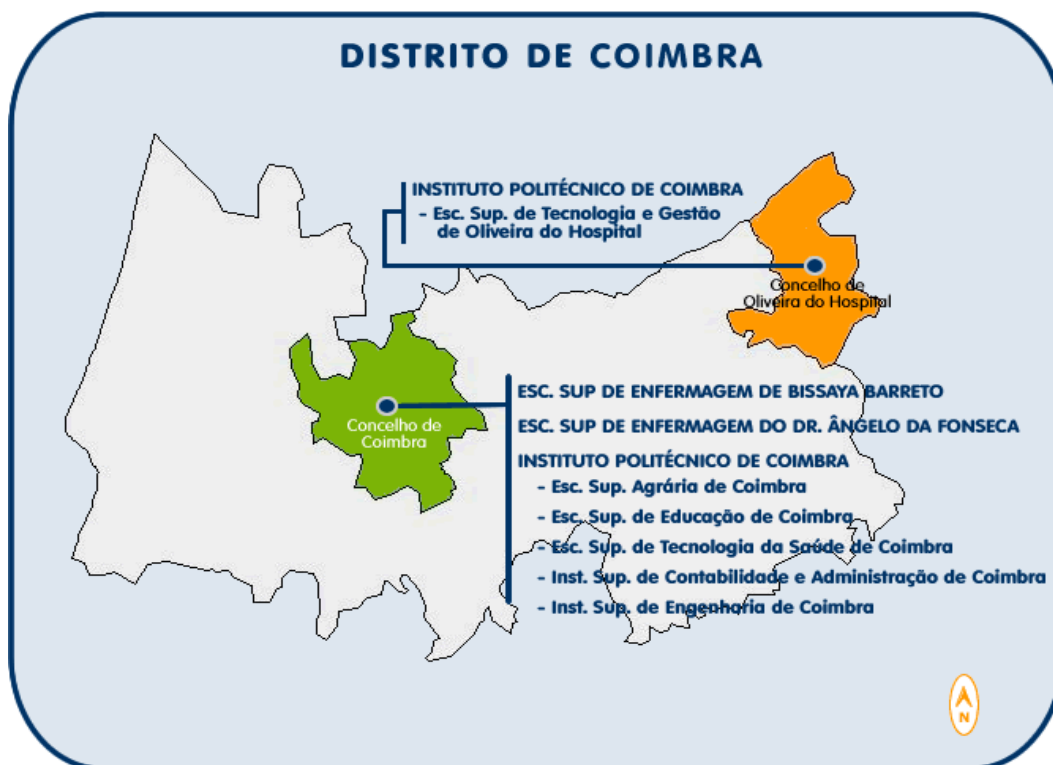 DISTRITO DE COIMBRA
INSTITUTO POLITÉCNICO DE COIMBRA
- Esc. Sup. de Tecnologia e Gestão
de Oliveira do Hospital
Concelho de
Oliveira do Hospital
Concelho de
Coimbra
ESC. SUP DE ENFERMAGEM DE BISSAYA BARRETO
ESC. SUP DE ENFERMAGEM DO DR. ÂNGELO DA FONSECA
INSTITUTO POLITÉCNICO DE COIMBRA
- Esc. Sup. Agrária de Coimbra
- Esc. Sup. de Educação de Coimbra
- Esc. Sup. de Tecnologia da Saúde de Coimbra
- Inst. Sup. de Contabilidade e Administração de Coimbra
- Inst. Sup. de Engenharia de Coimbra
N